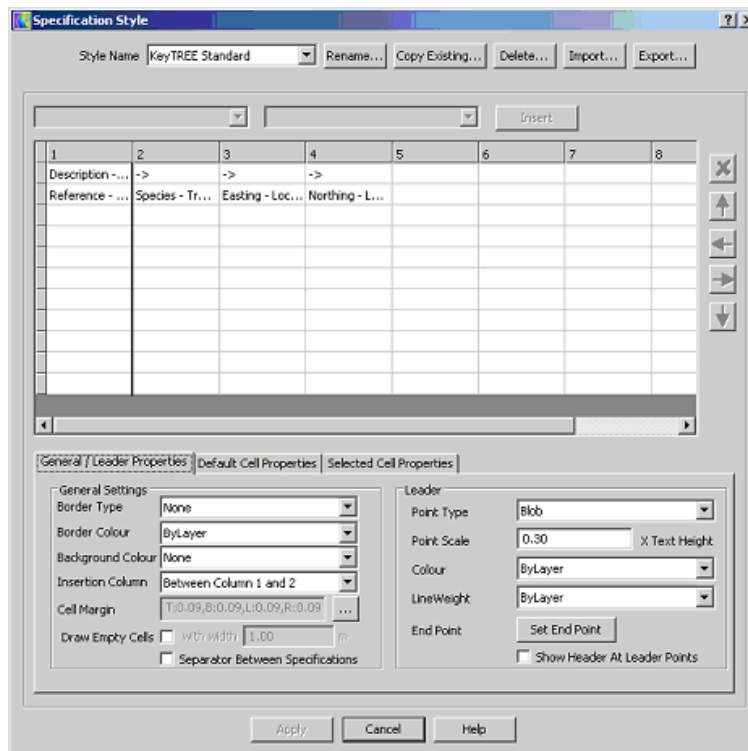 Specification Style
Style Name KeyTREE Standard Rename... Copy Existing... Delete... Import... Export...
Insert
1 2 3 4 5 6 7 8
Description -... -> -> ->
Reference - ... Species - Tr... Easting - Loc... Northing - L...
General / Leader Properties Default Cell Properties Selected Cell Properties
General Settings
Border Type None
Border Colour ByLayer
Background Colour None
Insertion Column Between Column 1 and 2
Cell Margin T:0.09,B:0.09,L:0.09,R:0.09 ...
Draw Empty Cells with width 1.00 m
Separator Between Specifications
Leader
Point Type Blob
Point Scale 0.30 X Text Height
Colour ByLayer
LineWeight ByLayer
End Point Set End Point
Show Header At Leader Points
Apply Cancel Help